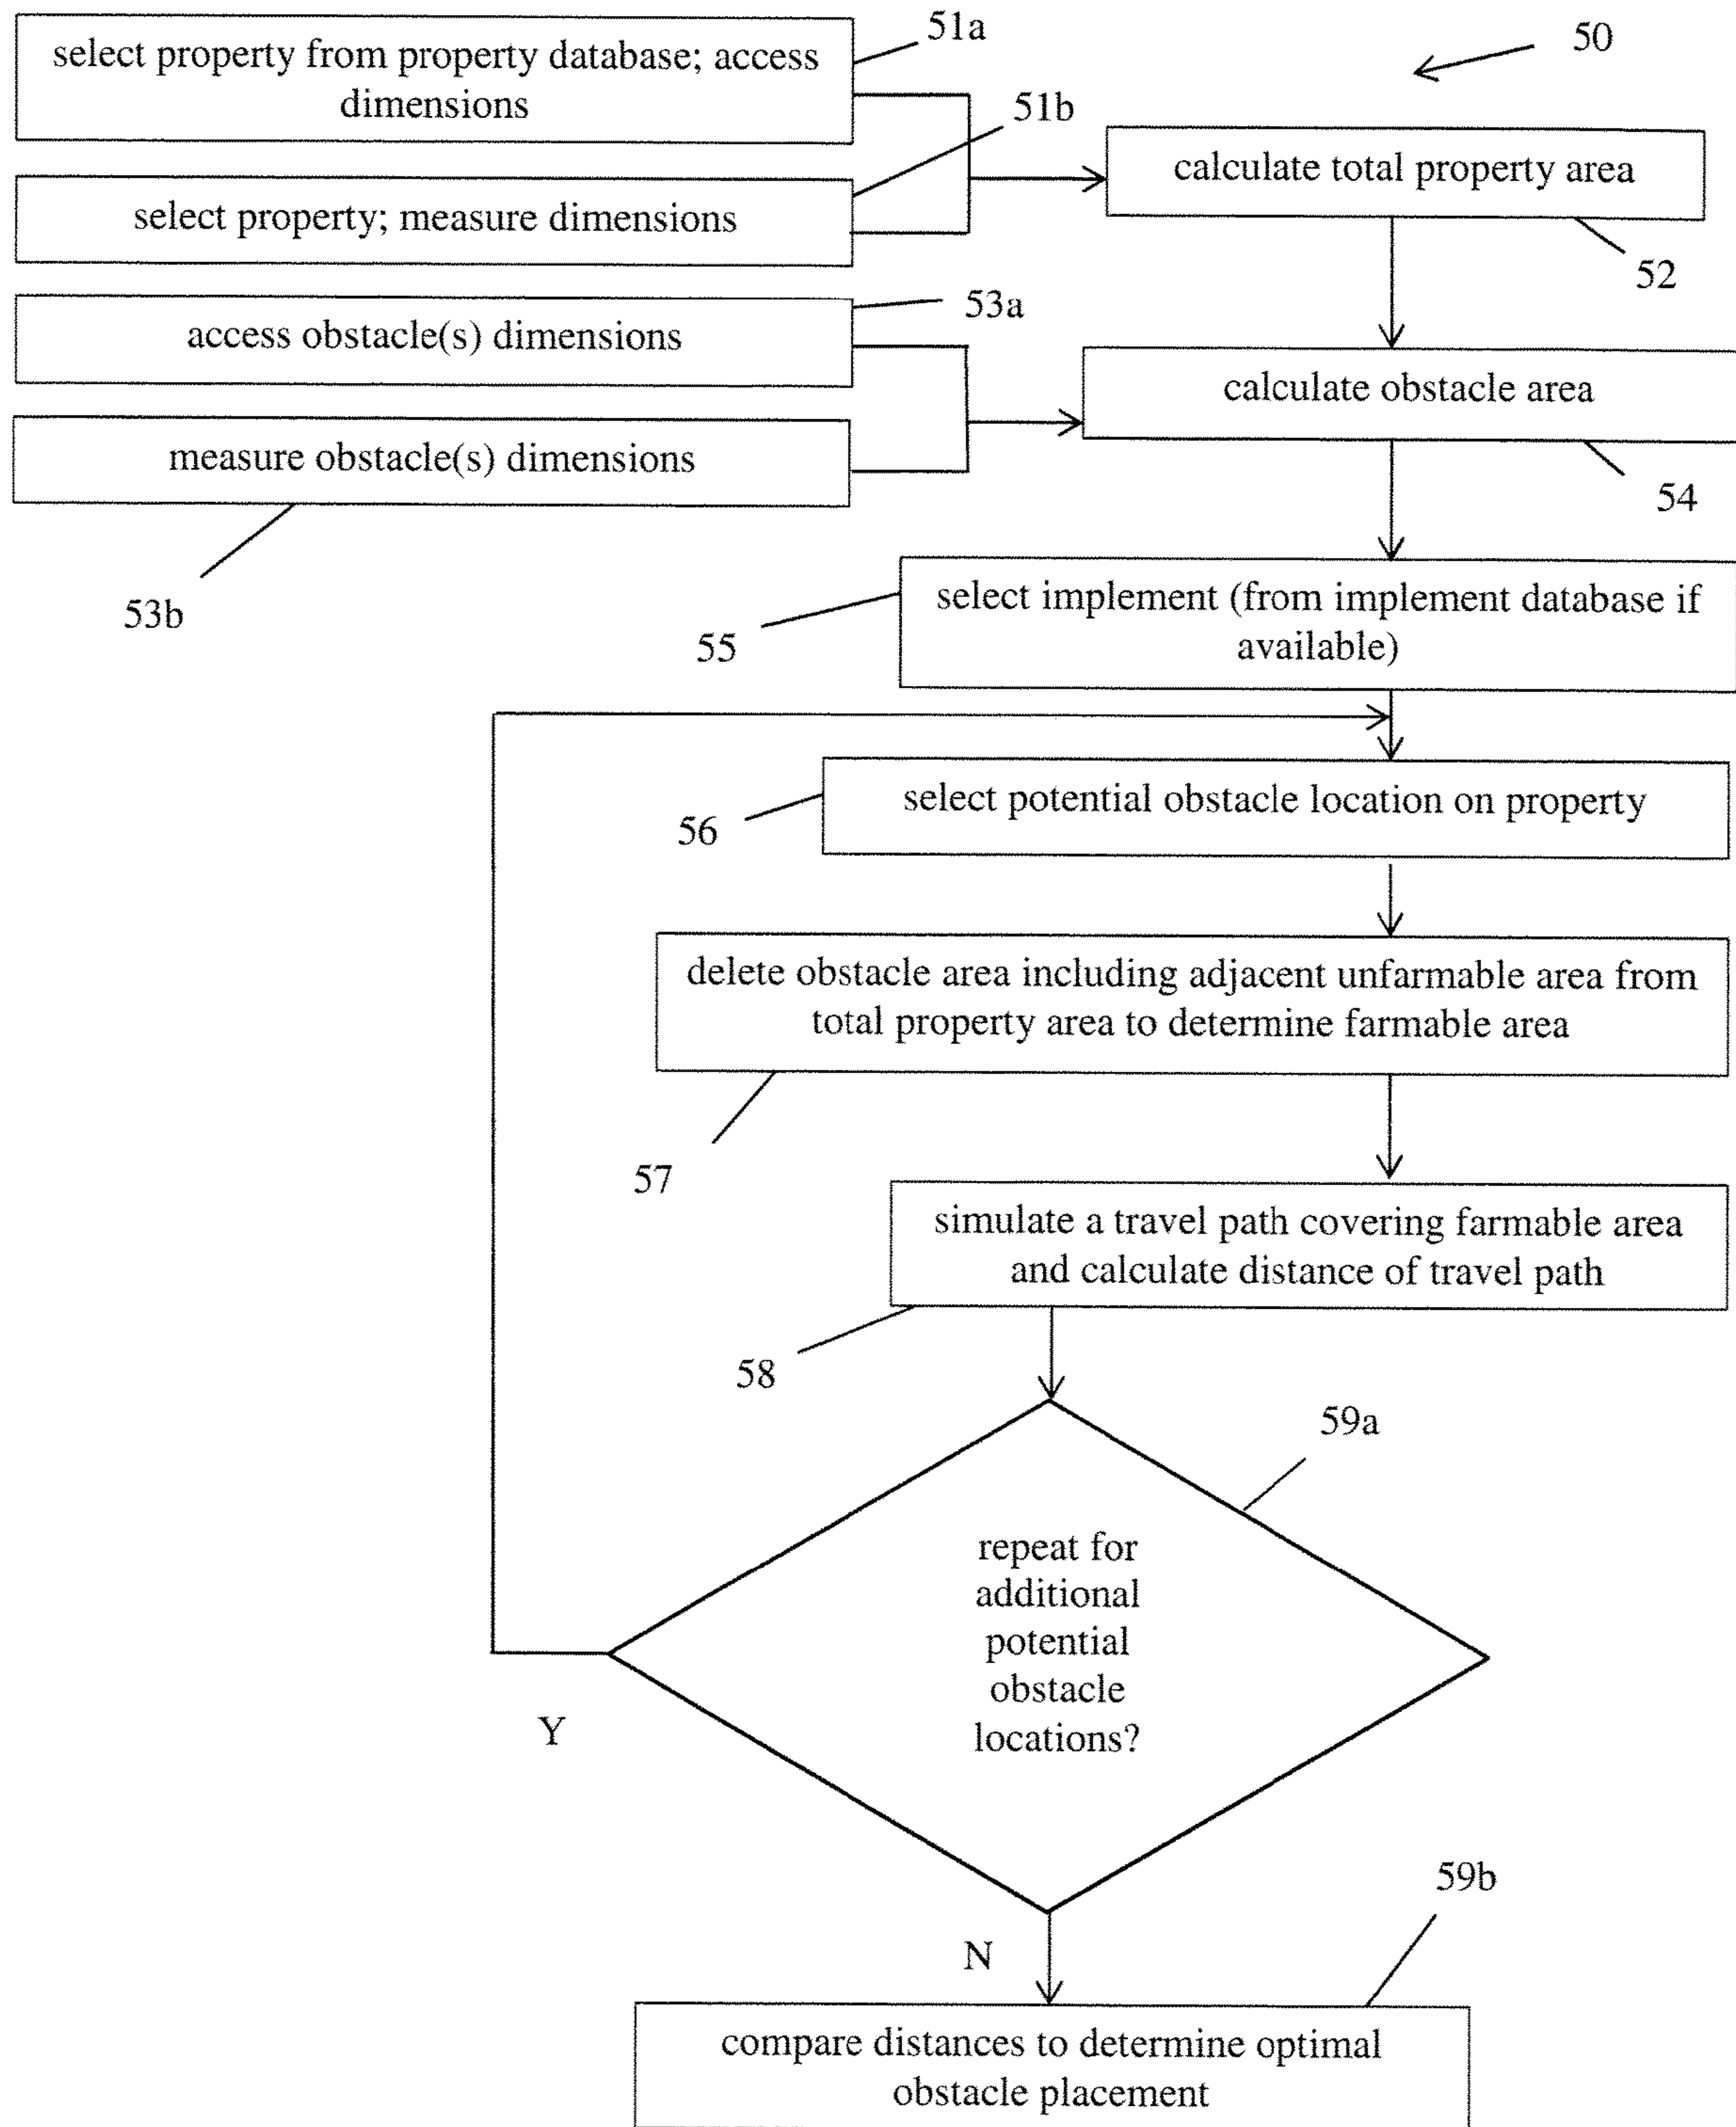 select property from property database; access
dimensions
51a
50
51b
calculate total property area
select property; measure dimensions
52
53a
access obstacle(s) dimensions
calculate obstacle area
measure obstacle(s) dimensions
54
53b
select implement (from implement database if
available)
55
select potential obstacle location on property
56
delete obstacle area including adjacent unfarmable area from
total property area to determine farmable area
57
simulate a travel path covering farmable area
and calculate distance of travel path
58
59a
repeat for
additional
potential
obstacle
locations?
Y
59b
N
compare distances to determine optimal
obstacle placement